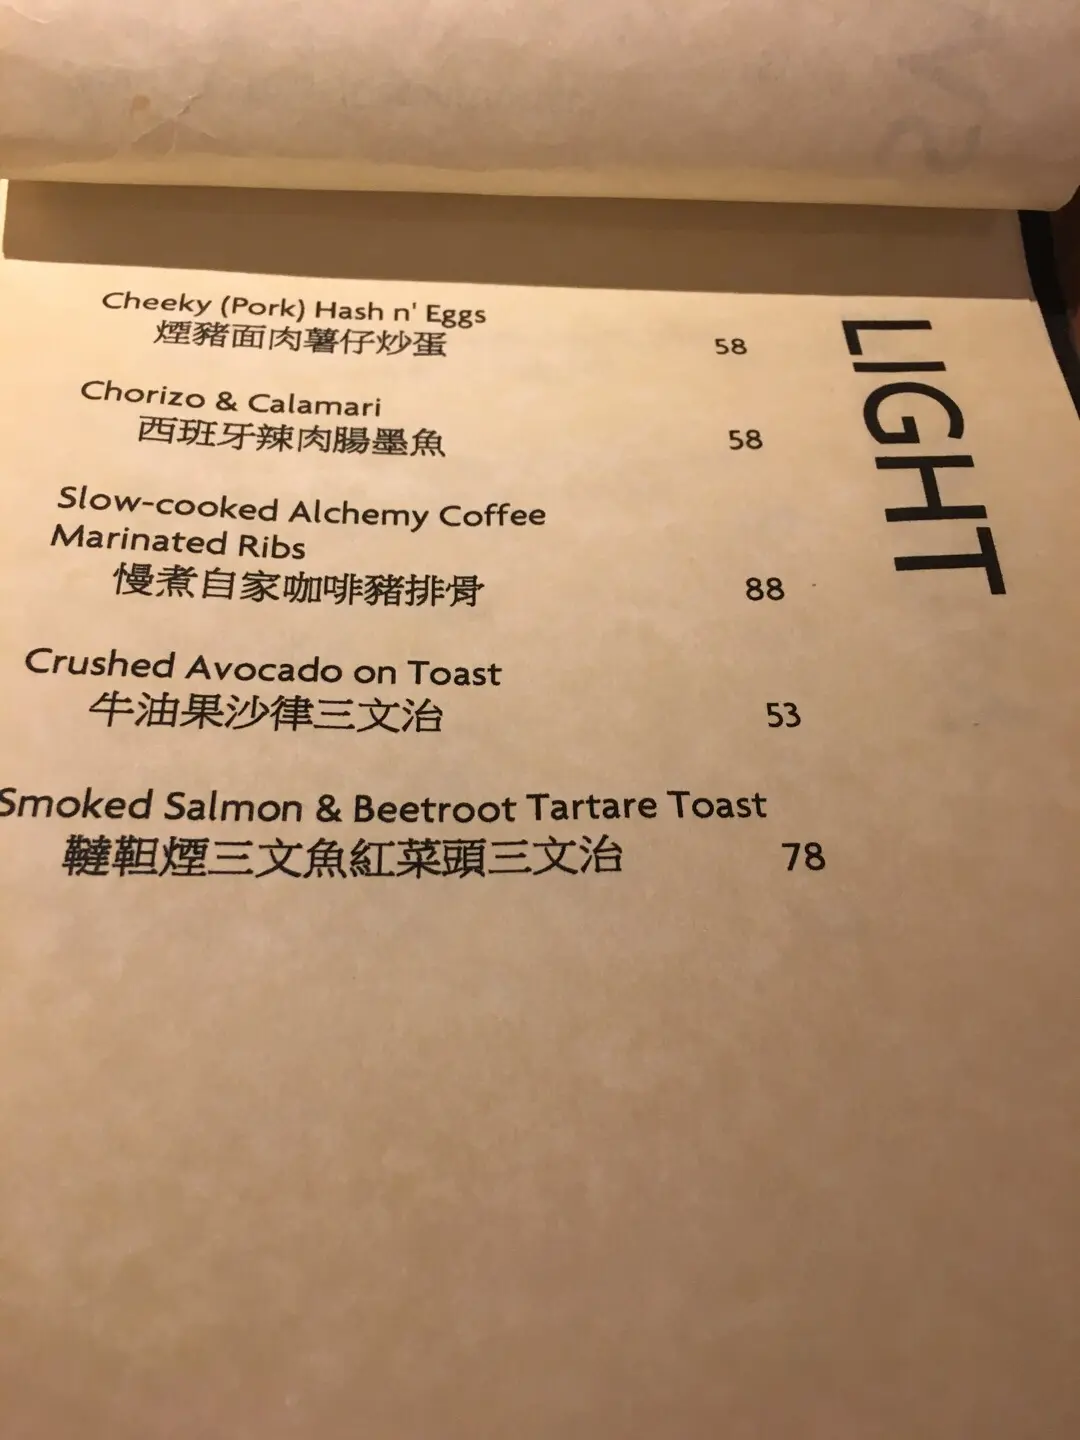 LIGHT
Cheeky (Pork) Hash n' Eggs
煙豬面肉薯仔炒蛋 58
Chorizo & Calamari
西班牙辣肉腸墨魚 58
Slow-cooked Alchemy Coffee
Marinated Ribs
慢煮自家咖啡豬排骨 88
Crushed Avocado on Toast
牛油果沙律三文治 53
Smoked Salmon & Beetroot Tartare Toast
韃靼煙三文魚紅菜頭三文治 78